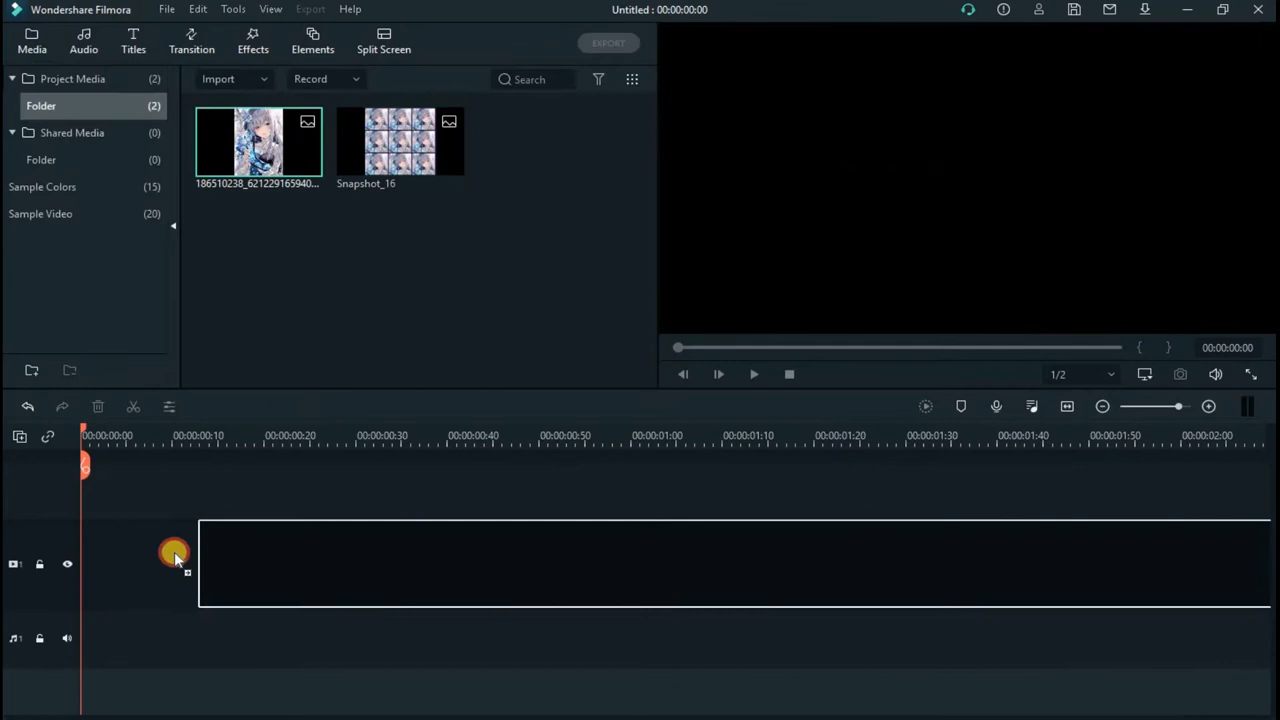 Wondershare Filmora File Edit Tools View Export Help Untitled : 00:00:00:00
Media Audio Titles Transition Effects Elements Split Screen EXPORT
Project Media (2)
Folder (2)
Shared Media (0)
Folder (0)
Sample Colors (15)
Sample Video (20)
Import Record Search
186510238_621229165940...
Snapshot_16
{ } 00:00:00:00
1/2
00:00:00:00 00:00:00:10 00:00:00:20 00:00:00:30 00:00:00:40 00:00:00:50 00:00:01:00 00:00:01:10 00:00:01:20 00:00:01:30 00:00:01:40 00:00:01:50 00:00:02:00
1
1